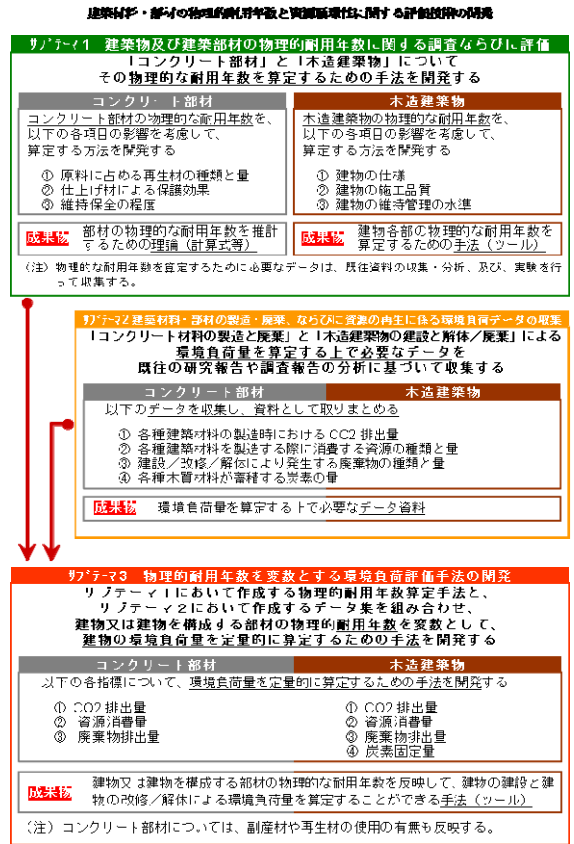 建築材料・部材の物理的耐用年数と資源循環性に関する評価技術の開発
ｻﾌﾞﾃｰﾏ1 建築物及び建築部材の物理的耐用年数に関する調査ならびに評価
「コンクリート部材」と「木造建築物」について
その物理的な耐用年数を算定するための手法を開発する
コンクリート部材
コンクリート部材の物理的な耐用年数を、
以下の各項目の影響を考慮して、
算定する方法を開発する
① 原料に占める再生材の種類と量
② 仕上げ材による保護効果
③ 維持保全の程度
成果物 部材の物理的な耐用年数を推計
するための理論（計算式等）
木造建築物
木造建築物の物理的な耐用年数を、
以下の各項目の影響を考慮して、
算定する方法を開発する
① 建物の仕様
② 建物の施工品質
③ 建物の維持管理の水準
成果物 建物各部の物理的な耐用年数を
算定するための手法（ツール）
（注）物理的な耐用年数を算定するために必要なデータは、既往資料の収集・分析、及び、実験を行
って収集する。
ｻﾌﾞﾃｰﾏ2 建築材料・部材の製造・廃棄、ならびに資源の再生に係る環境負荷データの収集
「コンクリート材料の製造と廃棄」と「木造建築物の建設と解体／廃棄」による
環境負荷量を算定する上で必要なデータを
既往の研究報告や調査報告の分析に基づいて収集する
コンクリート部材 木造建築物
以下のデータを収集し、資料として取りまとめる
① 各種建築材料の製造時における CO2 排出量
② 各種建築材料を製造する際に消費する資源の種類と量
③ 建設／改修／解体により発生する廃棄物の種類と量
④ 各種木質材料が蓄積する炭素の量
成果物 環境負荷量を算定する上で必要なデータ資料
ｻﾌﾞﾃｰﾏ3 物理的耐用年数を変数とする環境負荷評価手法の開発
サブテーマ1において作成する物理的耐用年数算定手法と、
サブテーマ2において作成するデータ集を組み合わせ、
建物又は建物を構成する部材の物理的耐用年数を変数として、
建物の環境負荷量を定量的に算定するための手法を開発する
コンクリート部材 木造建築物
以下の各指標について、環境負荷量を定量的に算定するための手法を開発する
① CO2 排出量
② 資源消費量
③ 廃棄物排出量
① CO2 排出量
② 資源消費量
③ 廃棄物排出量
④ 炭素固定量
成果物 建物又は建物を構成する部材の物理的な耐用年数を反映して、建物の建設と建
物の改修／解体による環境負荷量を算定することができる手法（ツール）
（注）コンクリート部材については、副産材や再生材の使用の有無も反映する。